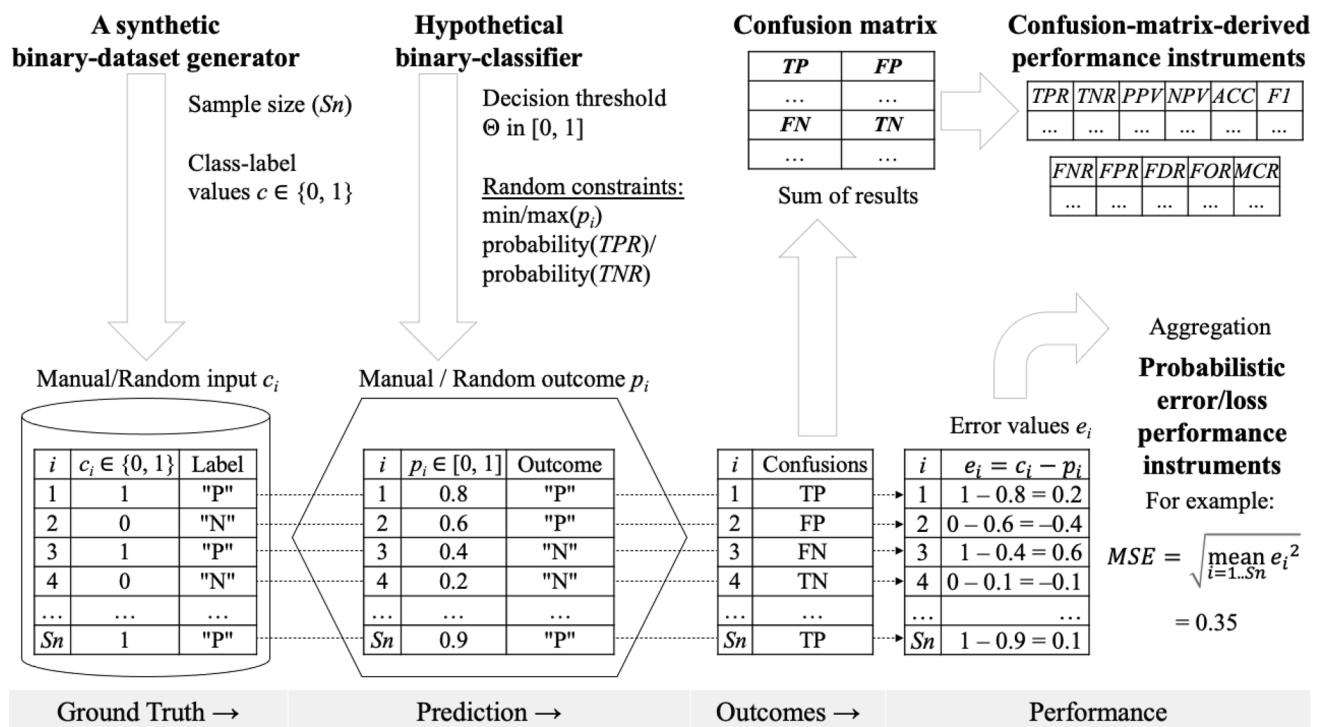 A synthetic
binary-dataset generator
Sample size (Sn)
Class-label
values c ∈ {0, 1}
Manual/Random input cᵢ
i cᵢ ∈ {0, 1} Label
1 1 "P"
2 0 "N"
3 1 "P"
4 0 "N"
… … …
Sn 1 "P"
Ground Truth →
Hypothetical
binary-classifier
Decision threshold
Θ in [0, 1]
Random constraints:
min/max(pᵢ)
probability(TPR)/
probability(TNR)
Manual / Random outcome pᵢ
i pᵢ ∈ [0, 1] Outcome
1 0.8 "P"
2 0.6 "P"
3 0.4 "N"
4 0.2 "N"
… … …
Sn 0.9 "P"
Prediction →
Confusion matrix
TP FP
… …
FN TN
… …
Sum of results
i Confusions
1 TP
2 FP
3 FN
4 TN
… …
Sn TP
Outcomes →
Confusion-matrix-derived
performance instruments
TPR TNR PPV NPV ACC F1
... ... ... ... ... ...
FNR FPR FDR FOR MCR
... ... ... ... ...
Aggregation
Probabilistic
error/loss
performance
instruments
For example:
MSE = √(mean eᵢ²)
i=1..Sn
= 0.35
Error values eᵢ
i eᵢ = cᵢ − pᵢ
1 1 – 0.8 = 0.2
2 0 – 0.6 = –0.4
3 1 – 0.4 = 0.6
4 0 – 0.1 = –0.1
… …
Sn 1 – 0.9 = 0.1
Performance